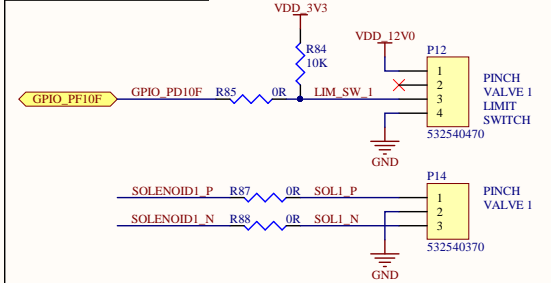 VDD_3V3
VDD_12V0
R84
10K
P12
GPIO_PF10F
GPIO_PD10F
R85
0R
LIM_SW_1
1
2
3
4
PINCH
VALVE 1
LIMIT
SWITCH
532540470
GND
P14
SOLENOID1_P
R87
0R
SOL1_P
SOLENOID1_N
R88
0R
SOL1_N
1
2
3
PINCH
VALVE 1
532540370
GND